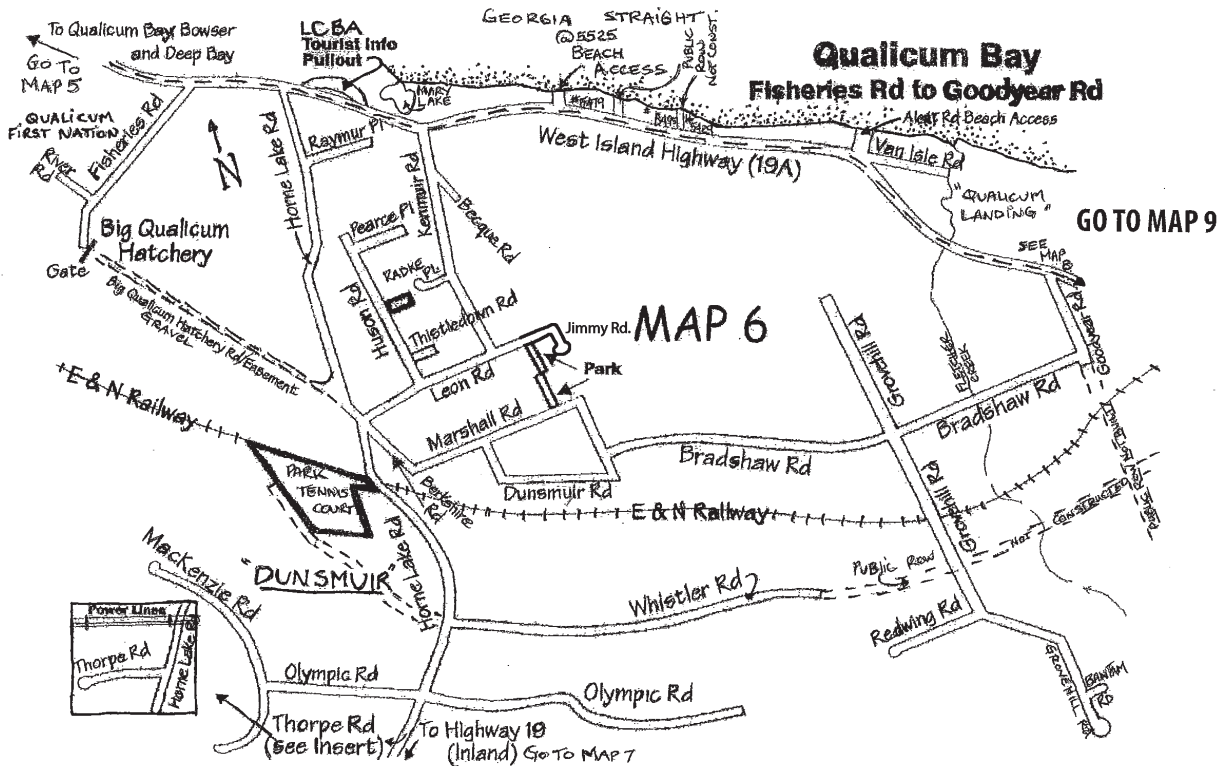 To Qualicum Bay, Bowser
and Deep Bay
GO TO
MAP 5
LCBA
Tourist Info
Pullout
GEORGIA STRAIGHT
@5525
BEACH
ACCESS
PUBLIC
ROW
NOT CONST.
Qualicum Bay
Fisheries Rd to Goodyear Rd
MARY
LAKE
Alert Rd Beach Access
QUALICUM
FIRST NATION
Fisheries Rd
River
Rd
N
Horne Lake Rd
Raymur Pl
West Island Highway (19A)
Van Isle Rd
"QUALICUM
LANDING"
GO TO MAP 9
Kenmuir Rd
Becque Rd
Pearce Pl
Big Qualicum
Hatchery
Gate
RADKE
PL.
SEE
MAP 8
Big Qualicum Hatchery Rd/Easement
GRAVEL
Huson Rd
Thistledown Rd
Jimmy Rd.
MAP 6
Grovehill Rd
Goodyear Rd
FLETCHER
CREEK
Park
Leon Rd
E & N Railway
Marshall Rd
Bradshaw Rd
Bradshaw Rd
PARK
TENNIS
COURT
Berkshire
Rd
Dunsmuir Rd
E & N Railway
Grovehill Rd
NOT CONSTRUCTED
PUBLIC ROW
Horne Lake Rd
MacKenzie Rd
"DUNSMUIR"
PUBLIC ROW
Whistler Rd
Redwing Rd
Power Lines
Thorpe Rd
Horne Lake Rd
Olympic Rd
Olympic Rd
GROVEHILL
RD
BANTAM
RD
Thorpe Rd
(see Insert)
To Highway 19
(Inland) GO TO MAP 7